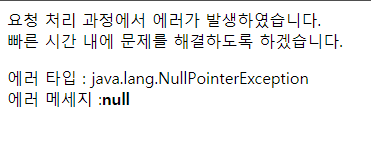 요청 처리 과정에서 에러가 발생하였습니다.
빠른 시간 내에 문제를 해결하도록 하겠습니다.
에러 타입 : java.lang.NullPointerException
에러 메세지 :null